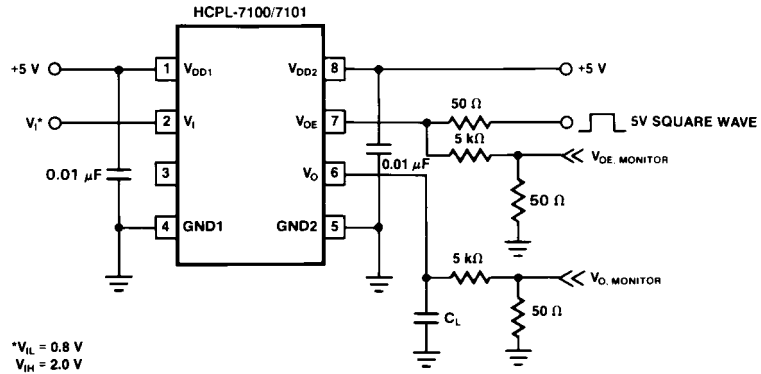 HCPL-7100/7101
+5 V
1
V_DD1
V_DD2
8
+5 V
50 Ω
V_I*
2
V_I
V_OE
7
5V SQUARE WAVE
5 kΩ
V_OE, MONITOR
0.01 μF
3
V_O
6
0.01 μF
50 Ω
4
GND1
GND2
5
5 kΩ
V_O, MONITOR
C_L
50 Ω
*V_IL = 0.8 V
V_IH = 2.0 V